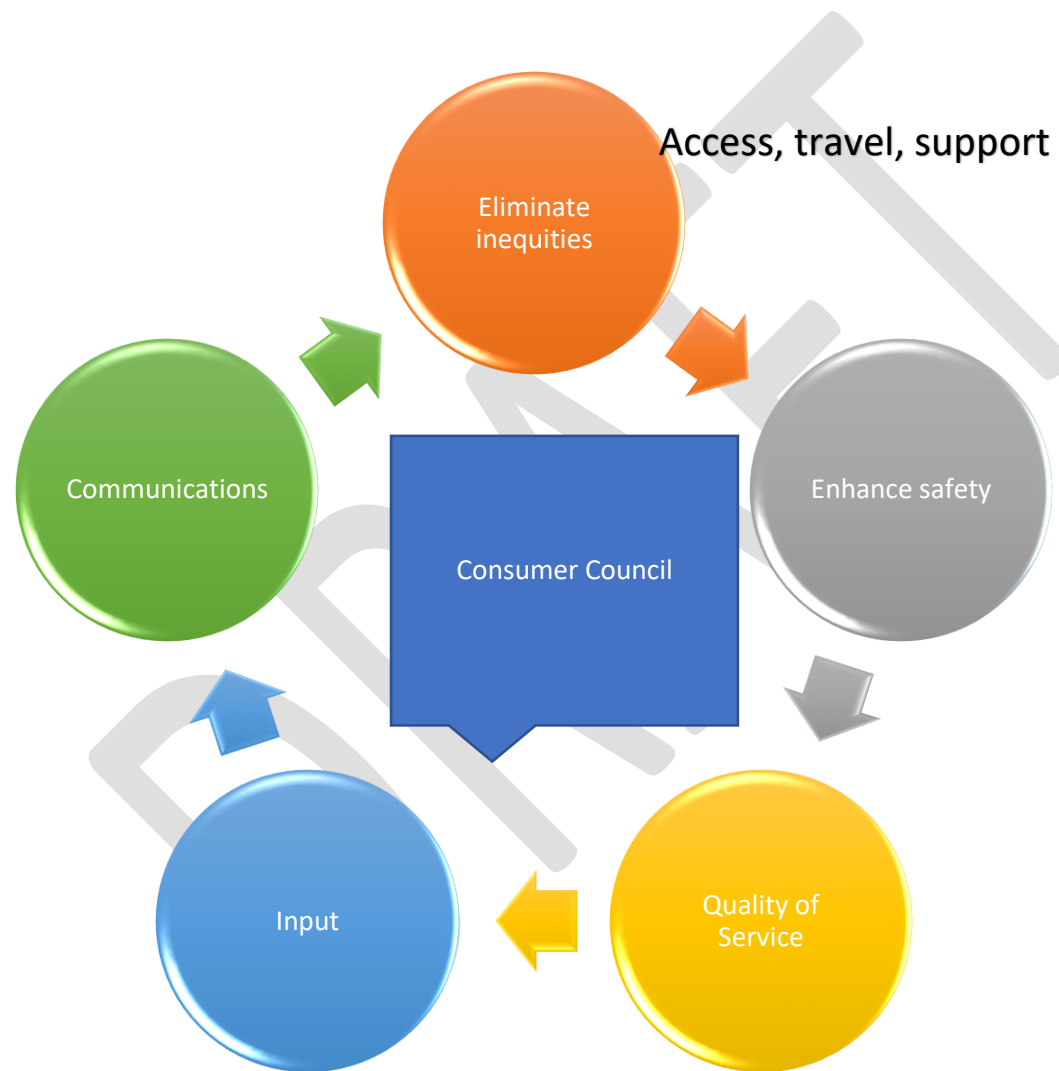 Access, travel, support
Eliminate
inequities
Communications
Enhance safety
Consumer Council
Input
Quality of
Service
DRAFT